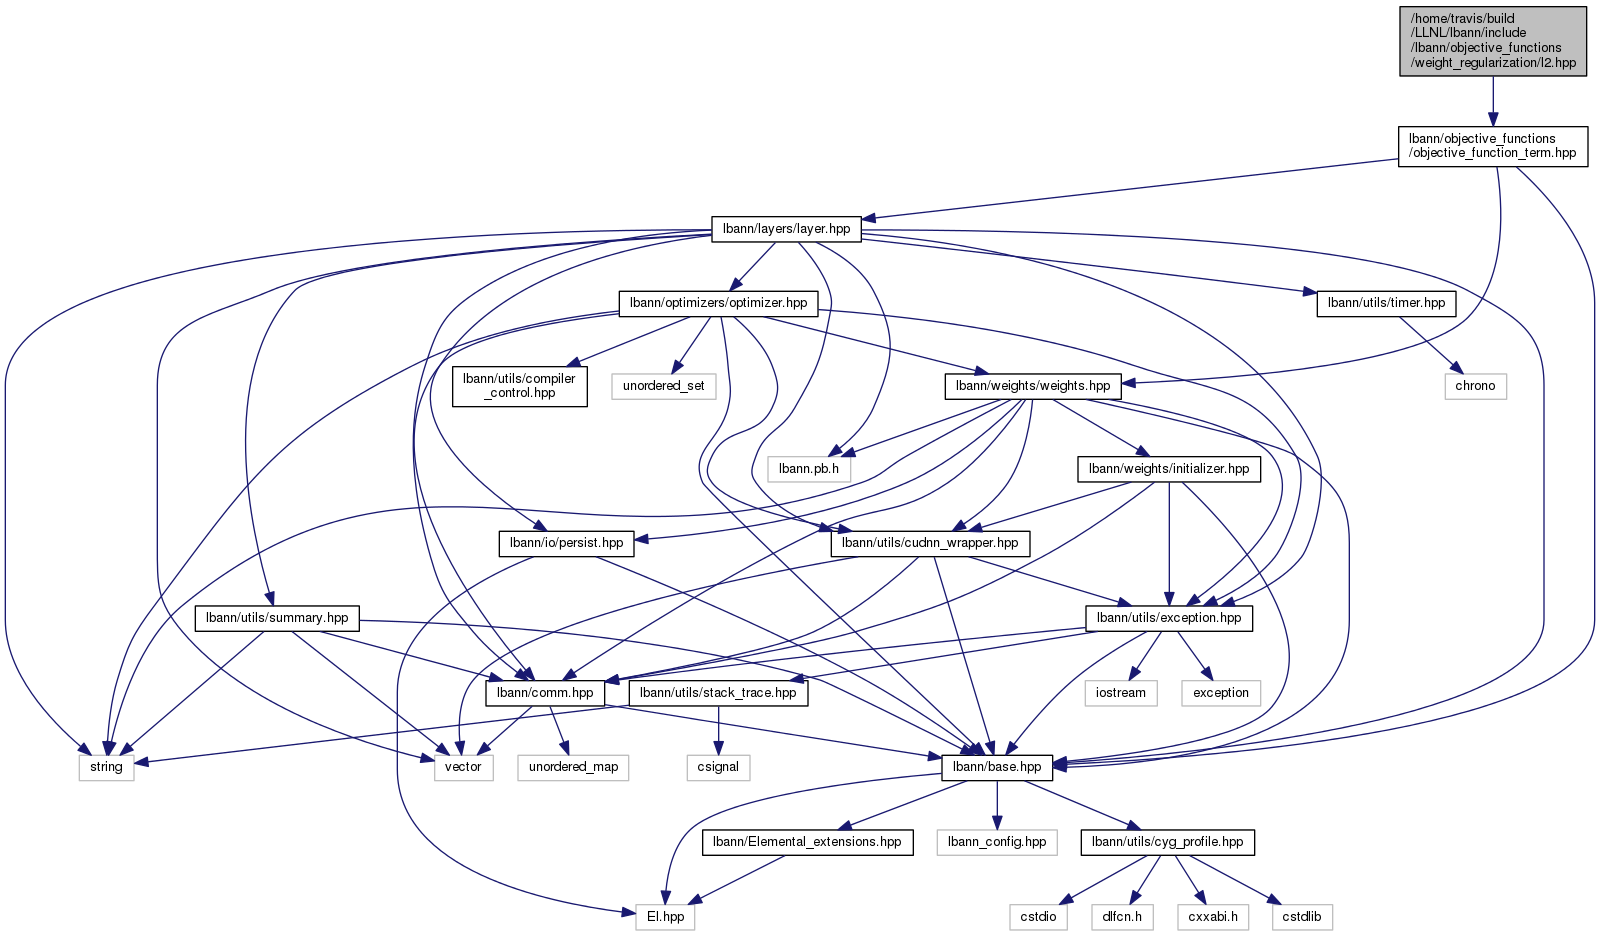 /home/travis/build
/LLNL/lbann/include
/lbann/objective_functions
/weight_regularization/l2.hpp
lbann/objective_functions
/objective_function_term.hpp
lbann/layers/layer.hpp
lbann/optimizers/optimizer.hpp
lbann/utils/timer.hpp
lbann/utils/compiler
_control.hpp
unordered_set
lbann/weights/weights.hpp
chrono
lbann.pb.h
lbann/weights/initializer.hpp
lbann/io/persist.hpp
lbann/utils/cudnn_wrapper.hpp
lbann/utils/summary.hpp
lbann/utils/exception.hpp
lbann/comm.hpp
lbann/utils/stack_trace.hpp
iostream
exception
string
vector
unordered_map
csignal
lbann/base.hpp
lbann/Elemental_extensions.hpp
lbann_config.hpp
lbann/utils/cyg_profile.hpp
El.hpp
cstdio
dlfcn.h
cxxabi.h
cstdlib